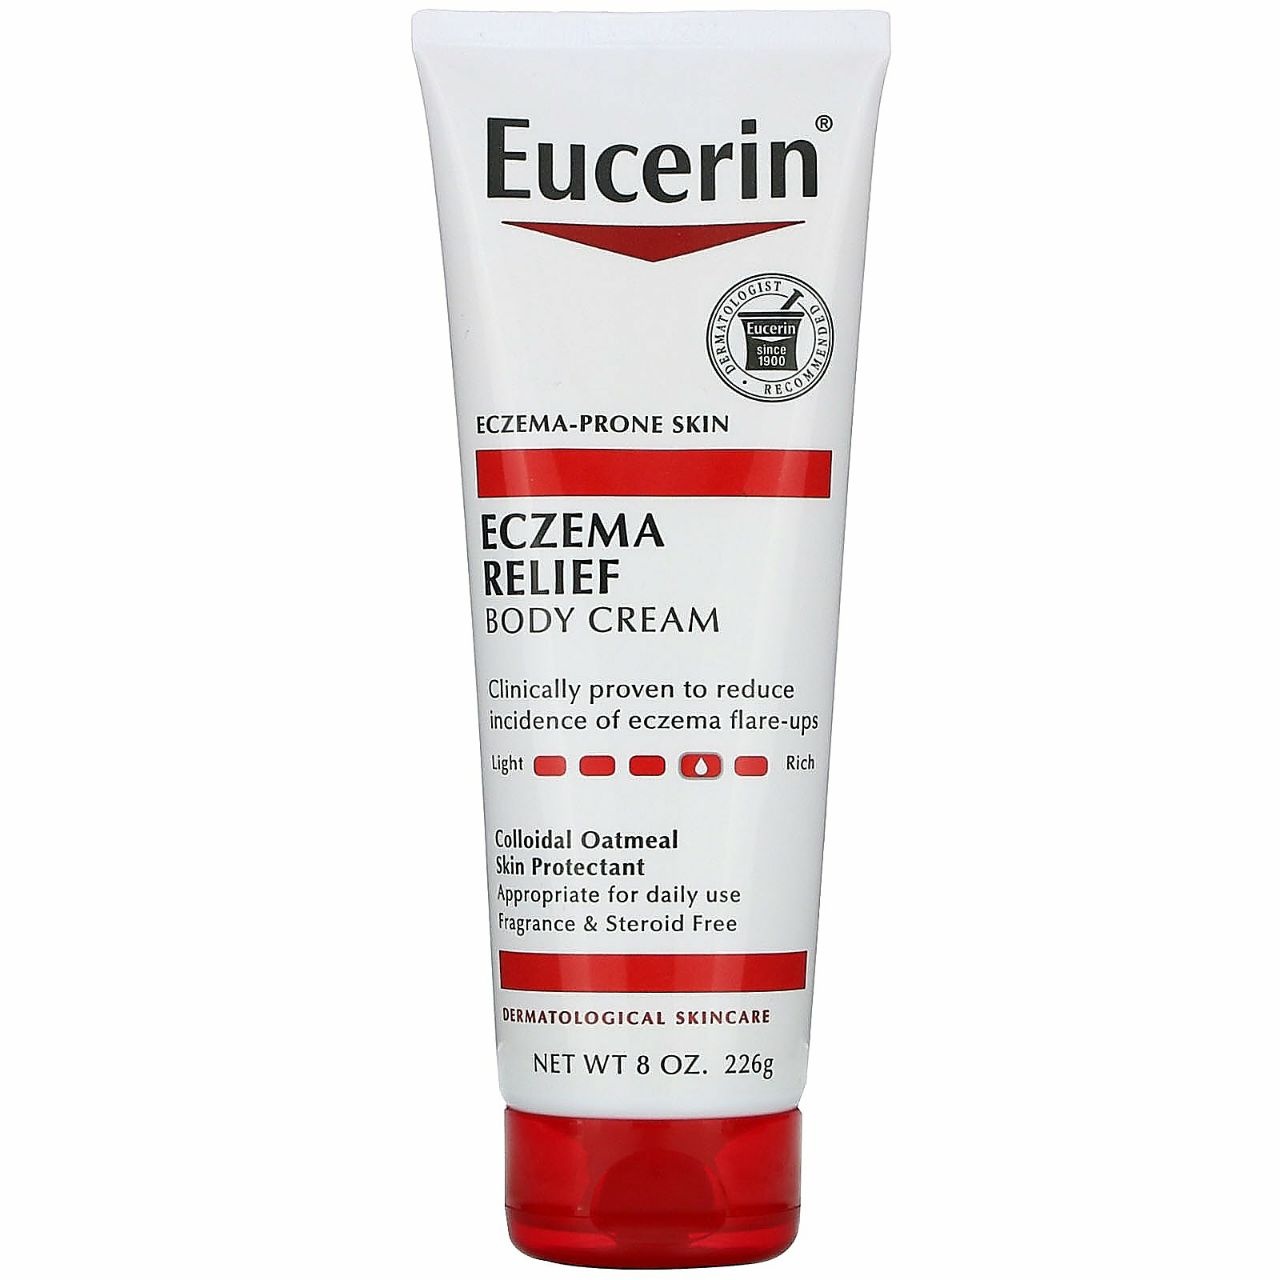 Eucerin®
DERMATOLOGIST RECOMMENDED
Eucerin
since
1900
ECZEMA-PRONE SKIN
ECZEMA
RELIEF
BODY CREAM
Clinically proven to reduce
incidence of eczema flare-ups
Light Rich
Colloidal Oatmeal
Skin Protectant
Appropriate for daily use
Fragrance & Steroid Free
DERMATOLOGICAL SKINCARE
NET WT 8 OZ. 226g